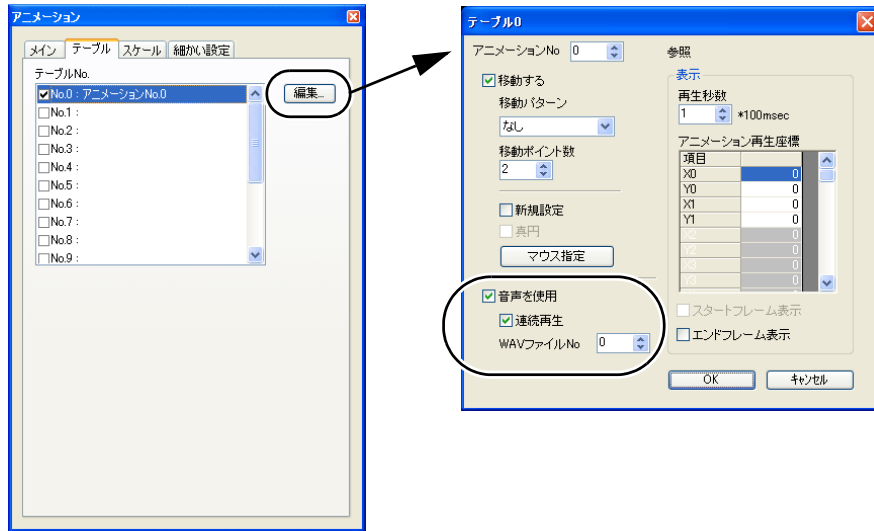 アニメーション
メイン テーブル スケール 細かい設定
テーブルNo.
No.0 : アニメーションNo.0
No.1 :
No.2 :
No.3 :
No.4 :
No.5 :
No.6 :
No.7 :
No.8 :
No.9 :
編集...
テーブル0
アニメーションNo 0
移動する
移動パターン
なし
移動ポイント数
2
新規設定
真円
マウス指定
音声を使用
連続再生
WAVファイルNo 0
参照
表示
再生秒数
1 *100msec
アニメーション再生座標
項目
X0 0
Y0 0
X1 0
Y1 0
X2 0
Y2 0
X3 0
Y3 0
スタートフレーム表示
エンドフレーム表示
OK キャンセル